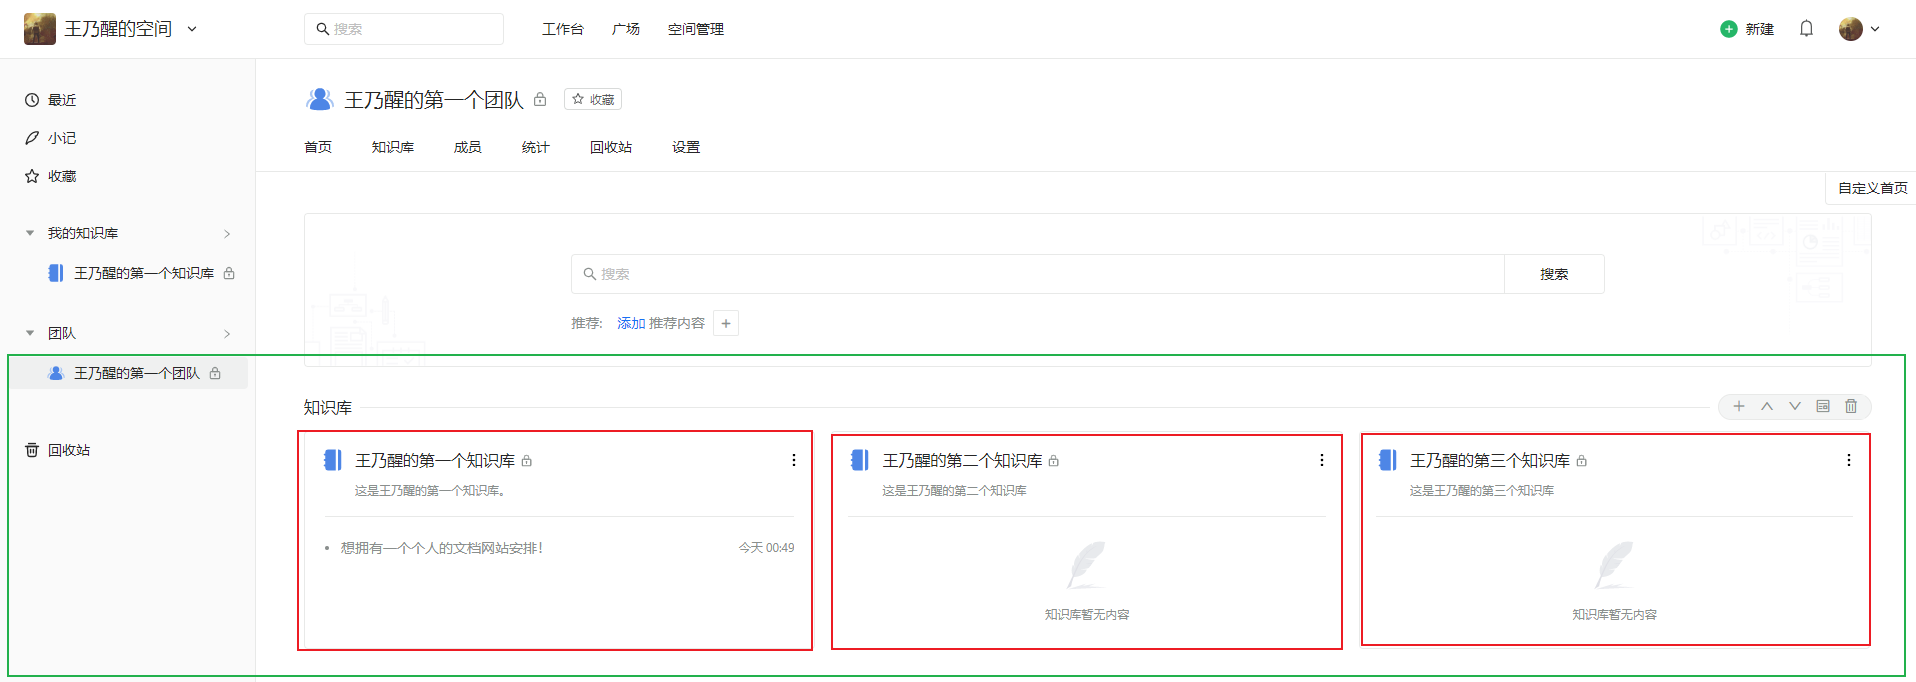 王乃醒的空间
搜索
工作台 广场 空间管理
新建
最近
小记
收藏
我的知识库
王乃醒的第一个知识库
团队
王乃醒的第一个团队
回收站
王乃醒的第一个团队
收藏
首页 知识库 成员 统计 回收站 设置
自定义首页
搜索
搜索
推荐: 添加 推荐内容
知识库
王乃醒的第一个知识库
这是王乃醒的第一个知识库。
想拥有一个个人的文档网站安排!
今天 00:49
王乃醒的第二个知识库
这是王乃醒的第二个知识库
知识库暂无内容
王乃醒的第三个知识库
这是王乃醒的第三个知识库
知识库暂无内容